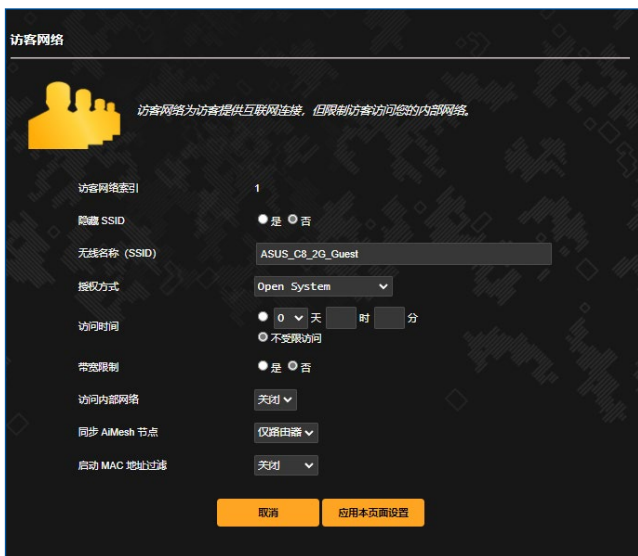 访客网络
访客网络为访客提供互联网连接，但限制访客访问您的内部网络。
访客网络索引 1
隐藏 SSID 是 否
无线名称（SSID） ASUS_C8_2G_Guest
授权方式 Open System
访问时间 0 天 时 分
不受限访问
带宽限制 是 否
访问内部网络 关闭
同步 AiMesh 节点 仅路由器
启动 MAC 地址过滤 关闭
取消 应用本页面设置